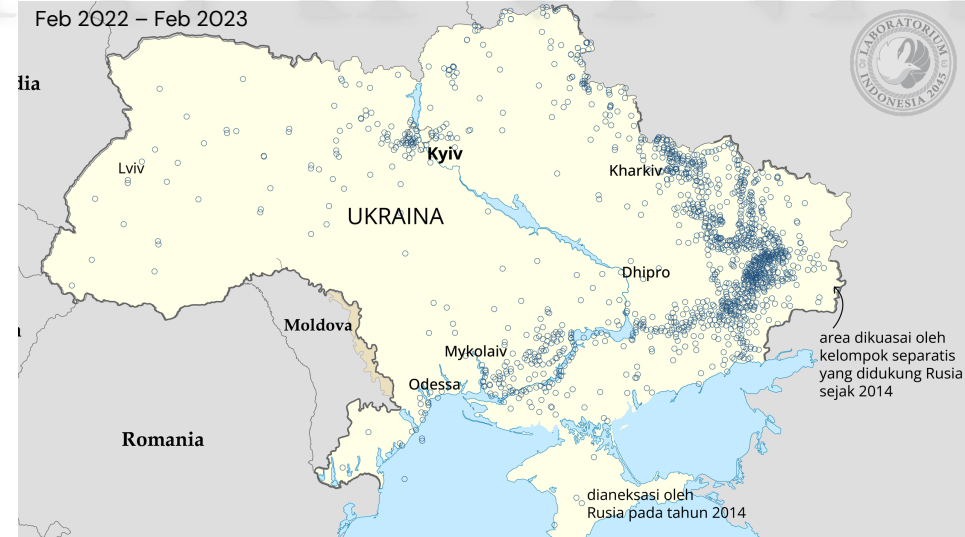 Feb 2022 – Feb 2023
LABORATORIUM
INDONESIA 2045
dia
Kyiv
Lviv
Kharkiv
UKRAINA
Dhipro
Moldova
Mykolaiv
Odessa
area dikuasai oleh
kelompok separatis
yang didukung Rusia
sejak 2014
Romania
dianeksasi oleh
Rusia pada tahun 2014